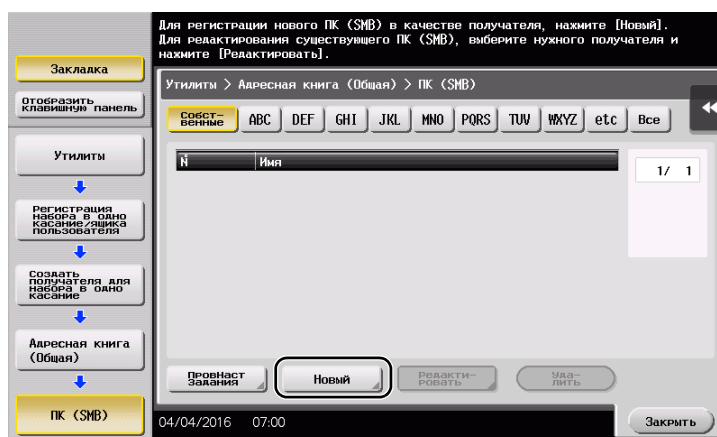 Для регистрации нового ПК (SMB) в качестве получателя, нажмите [Новый].
Для редактирования существующего ПК (SMB), выберите нужного получателя и
нажмите [Редактировать].
Закладка
Отобразить
клавишную панель
Утилиты
Регистрация
набора в одно
касание/ящика
пользователя
Создать
получателя для
набора в одно
касание
Адресная книга
(Общая)
ПК (SMB)
Утилиты > Адресная книга (Общая) > ПК (SMB)
Собст-
венные
ABC
DEF
GHI
JKL
MNO
PQRS
TUV
WXYZ
etc
Все
N
Имя
1/ 1
ПровНаст
Задания
Новый
Редакти-
ровать
Уда-
лить
04/04/2016 07:00
Закрыть